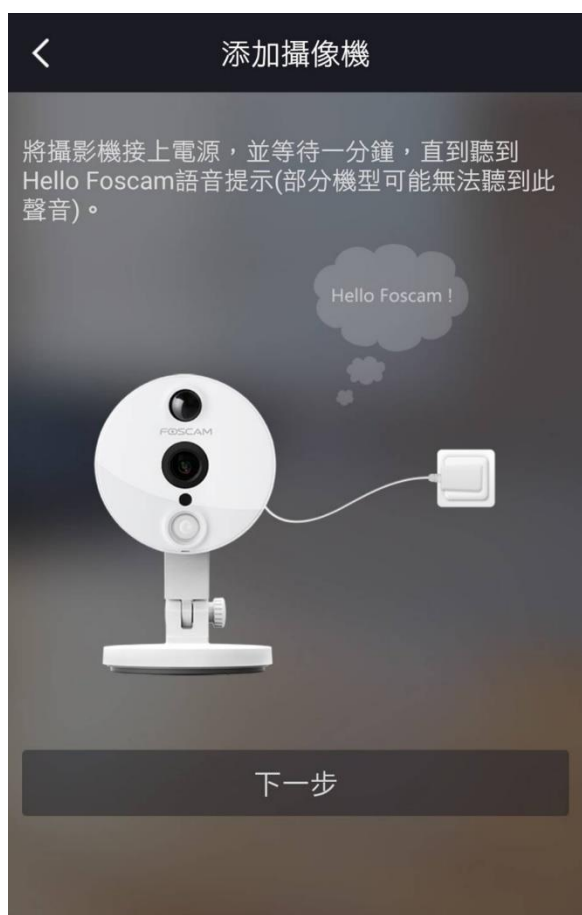 添加攝像機
將攝影機接上電源，並等待一分鐘，直到聽到
Hello Foscam語音提示(部分機型可能無法聽到此
聲音)。
Hello Foscam !
FOSCAM
下一步